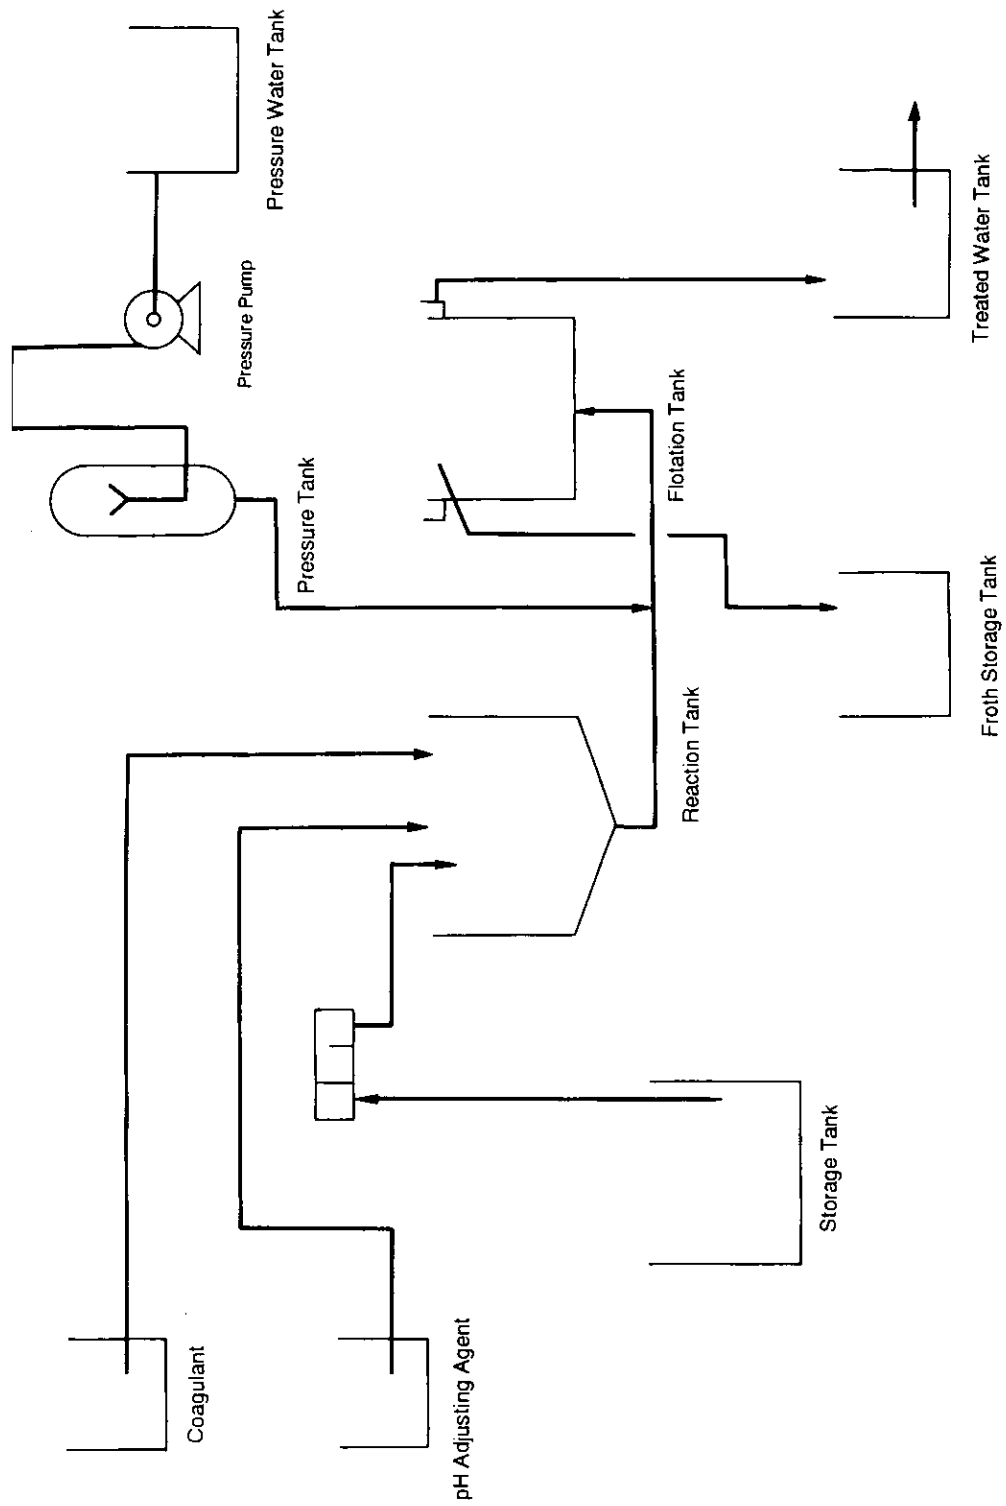 Coagulant
pH Adjusting Agent
Storage Tank
Reaction Tank
Pressure Tank
Pressure Pump
Pressure Water Tank
Flotation Tank
Froth Storage Tank
Treated Water Tank